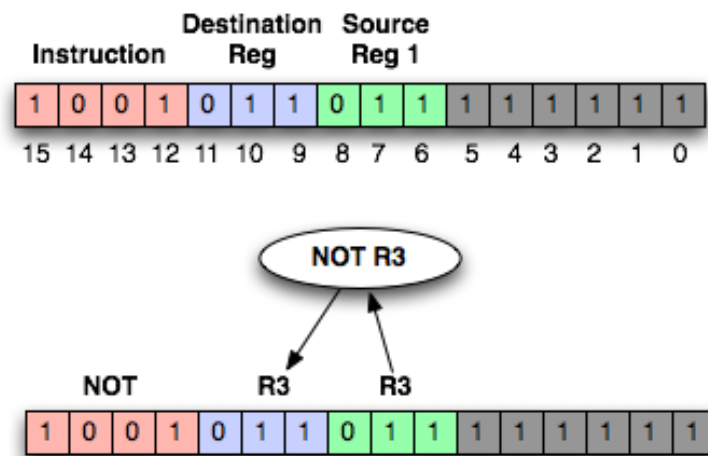 Destination Source
Instruction Reg Reg 1
1 0 0 1 0 1 1 0 1 1 1 1 1 1 1 1
15 14 13 12 11 10 9 8 7 6 5 4 3 2 1 0
NOT R3
NOT R3 R3
1 0 0 1 0 1 1 0 1 1 1 1 1 1 1 1